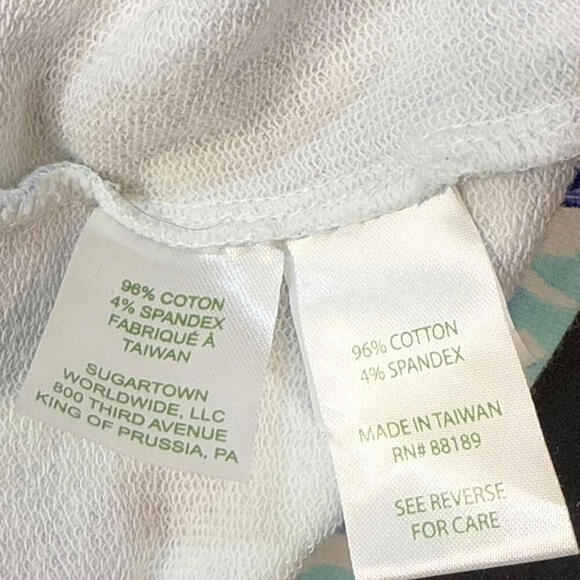 96% COTON
4% SPANDEX
FABRIQUÉ À
TAIWAN
SUGARTOWN
WORLDWIDE, LLC
800 THIRD AVENUE
KING OF PRUSSIA, PA
96% COTTON
4% SPANDEX
MADE IN TAIWAN
RN# 88189
SEE REVERSE
FOR CARE